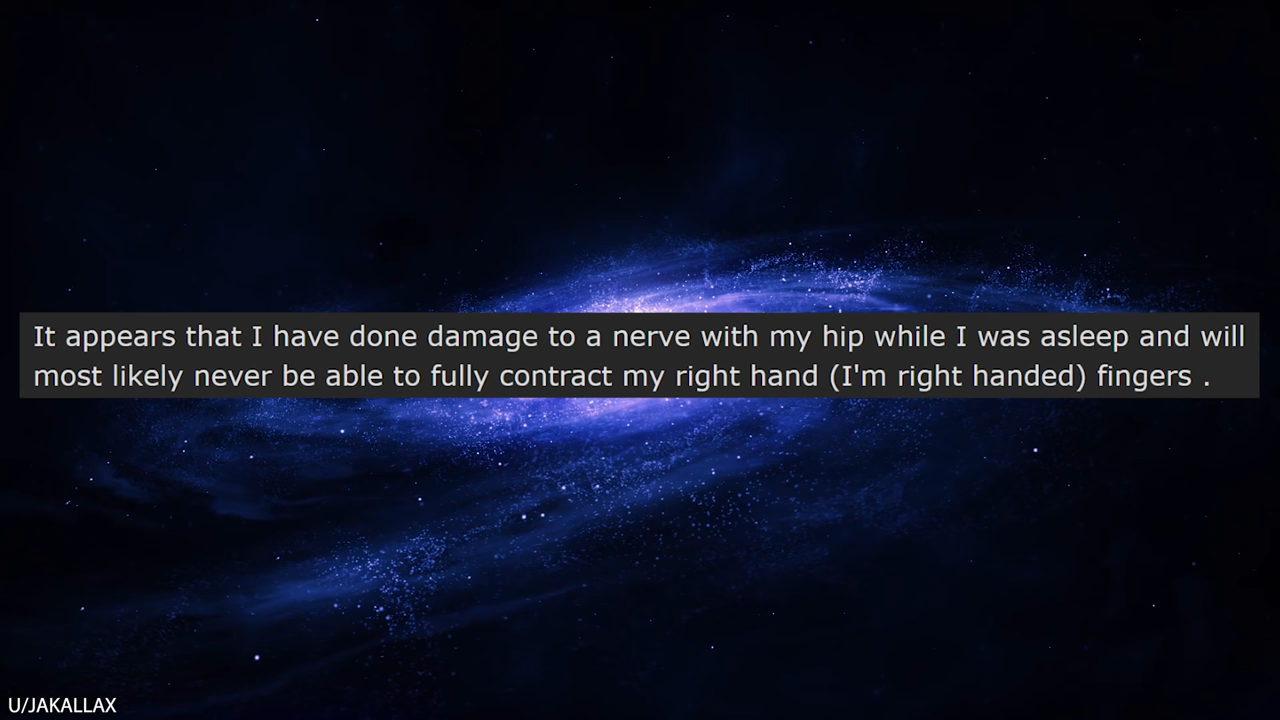 It appears that I have done damage to a nerve with my hip while I was asleep and will
most likely never be able to fully contract my right hand (I'm right handed) fingers .
U/JAKALLAX